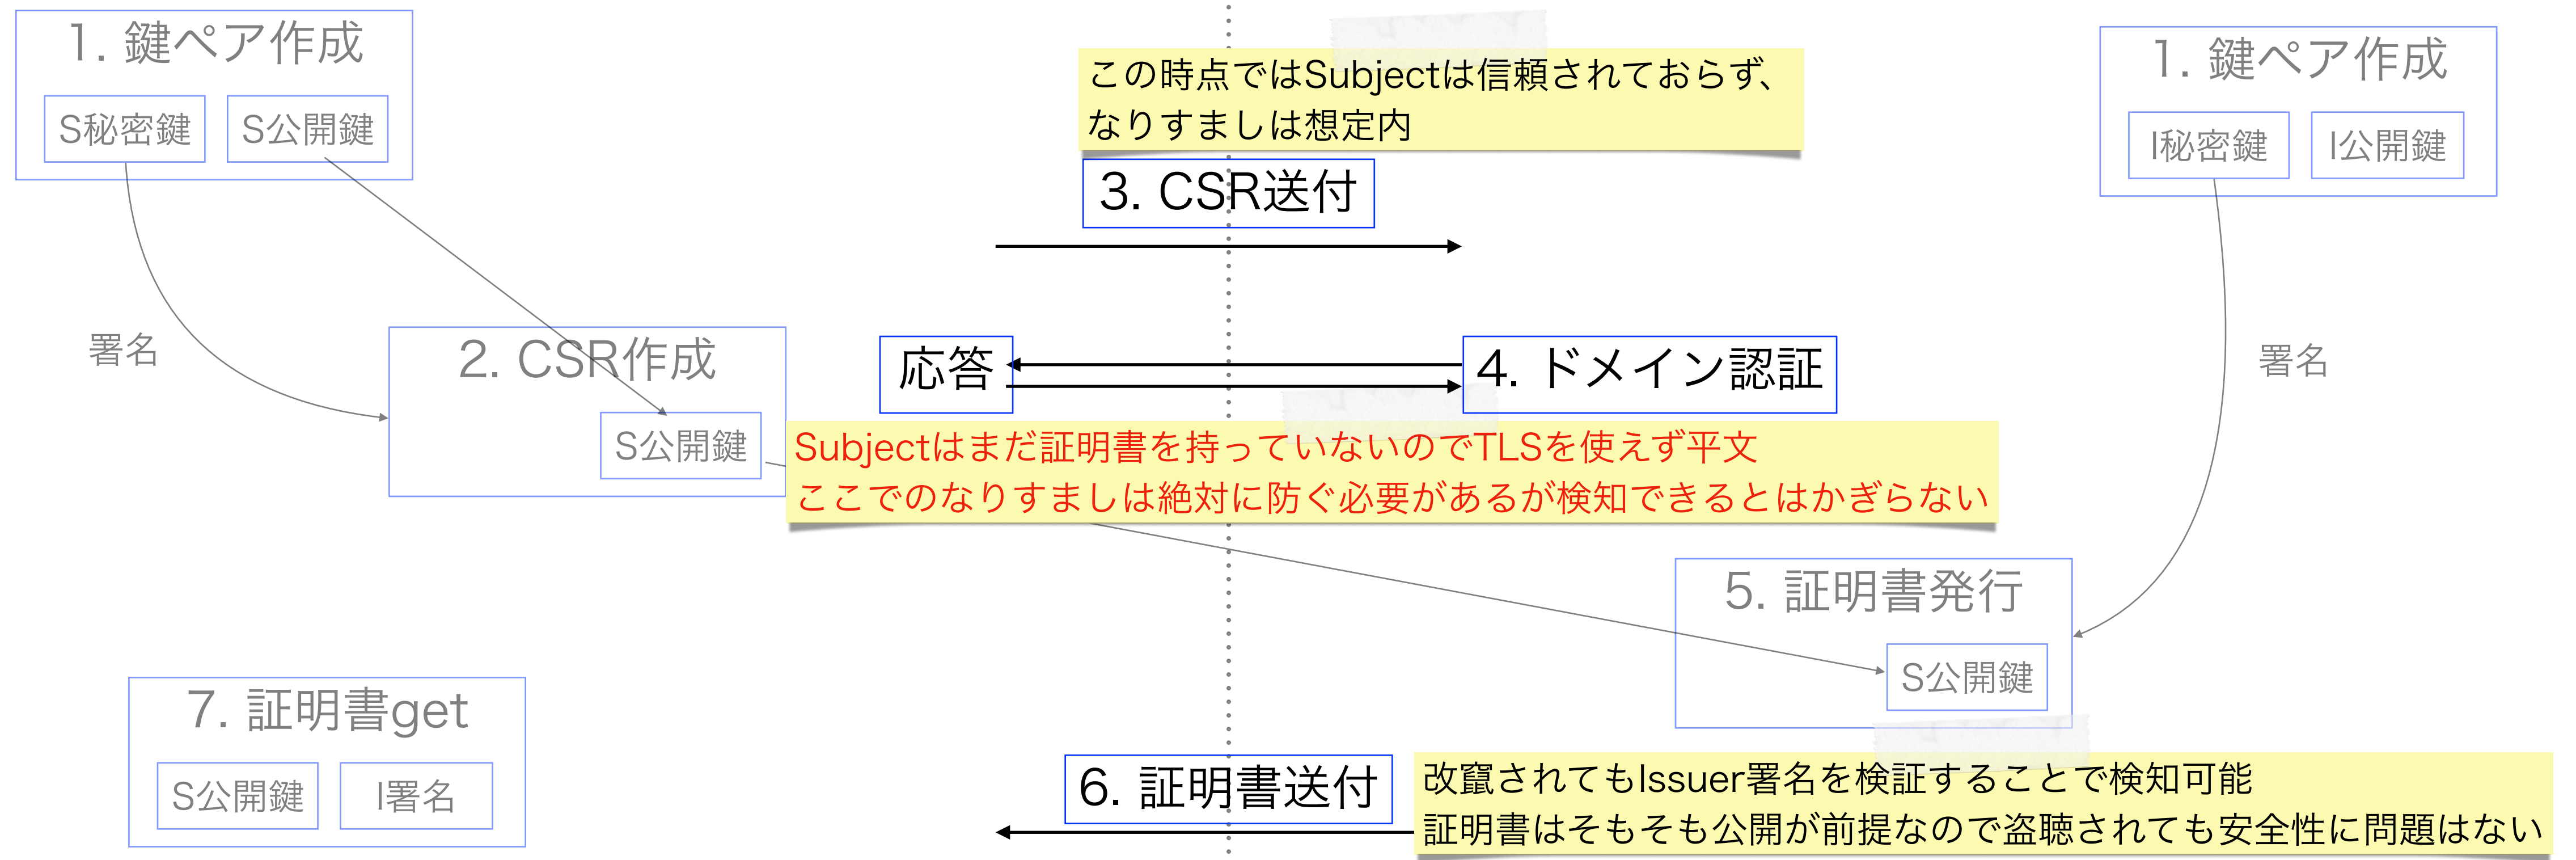 1. 鍵ペア作成
S秘密鍵
S公開鍵
この時点ではSubjectは信頼されておらず、
なりすましは想定内
1. 鍵ペア作成
I秘密鍵
I公開鍵
3. CSR送付
署名
2. CSR作成
S公開鍵
応答
4. ドメイン認証
署名
Subjectはまだ証明書を持っていないのでTLSを使えず平文
ここでのなりすましは絶対に防ぐ必要があるが検知できるとはかぎらない
5. 証明書発行
S公開鍵
7. 証明書get
S公開鍵
I署名
6. 証明書送付
改竄されてもIssuer署名を検証することで検知可能
証明書はそもそも公開が前提なので盗聴されても安全性に問題はない